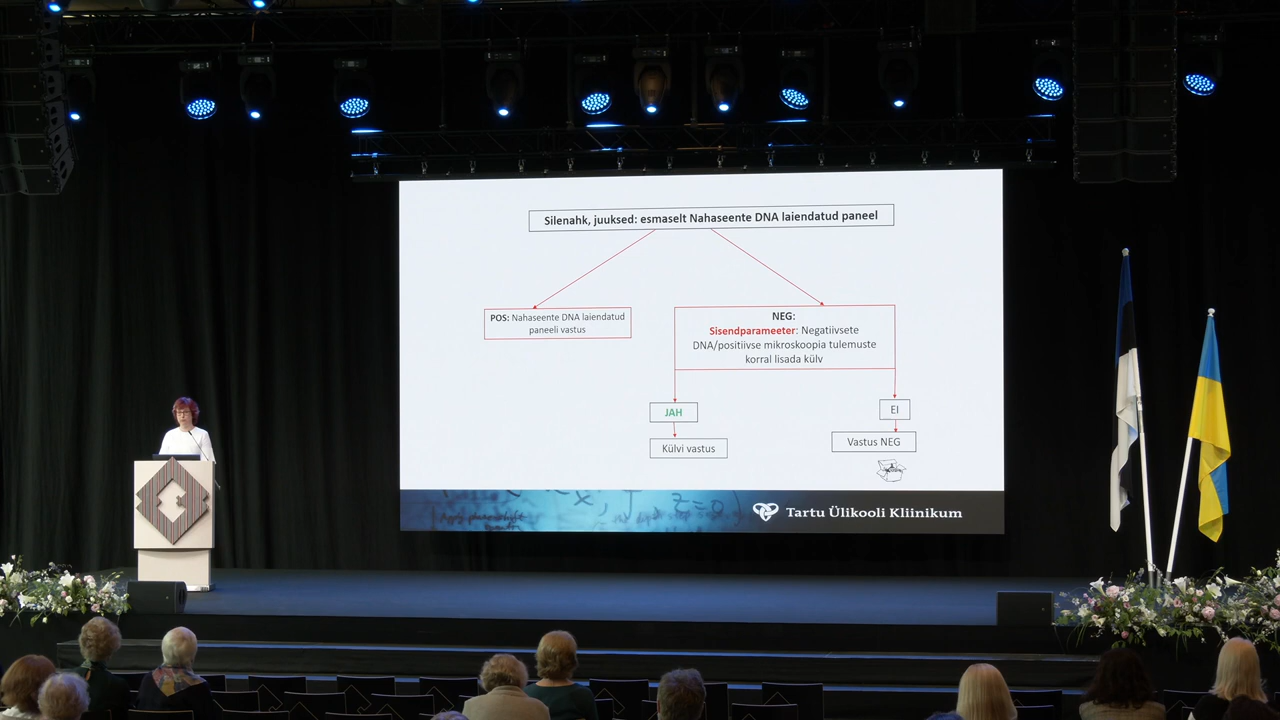 Silenahk, juuksed: esmaselt Nahaseente DNA laiendatud paneel
POS: Nahaseente DNA laiendatud
paneeli vastus
NEG:
Sisendparameeter: Negatiivsete
DNA/positiivse mikroskoopia tulemuste
korral lisada külv
JAH
EI
Külvi vastus
Vastus NEG
Tartu Ülikooli Kliinikum